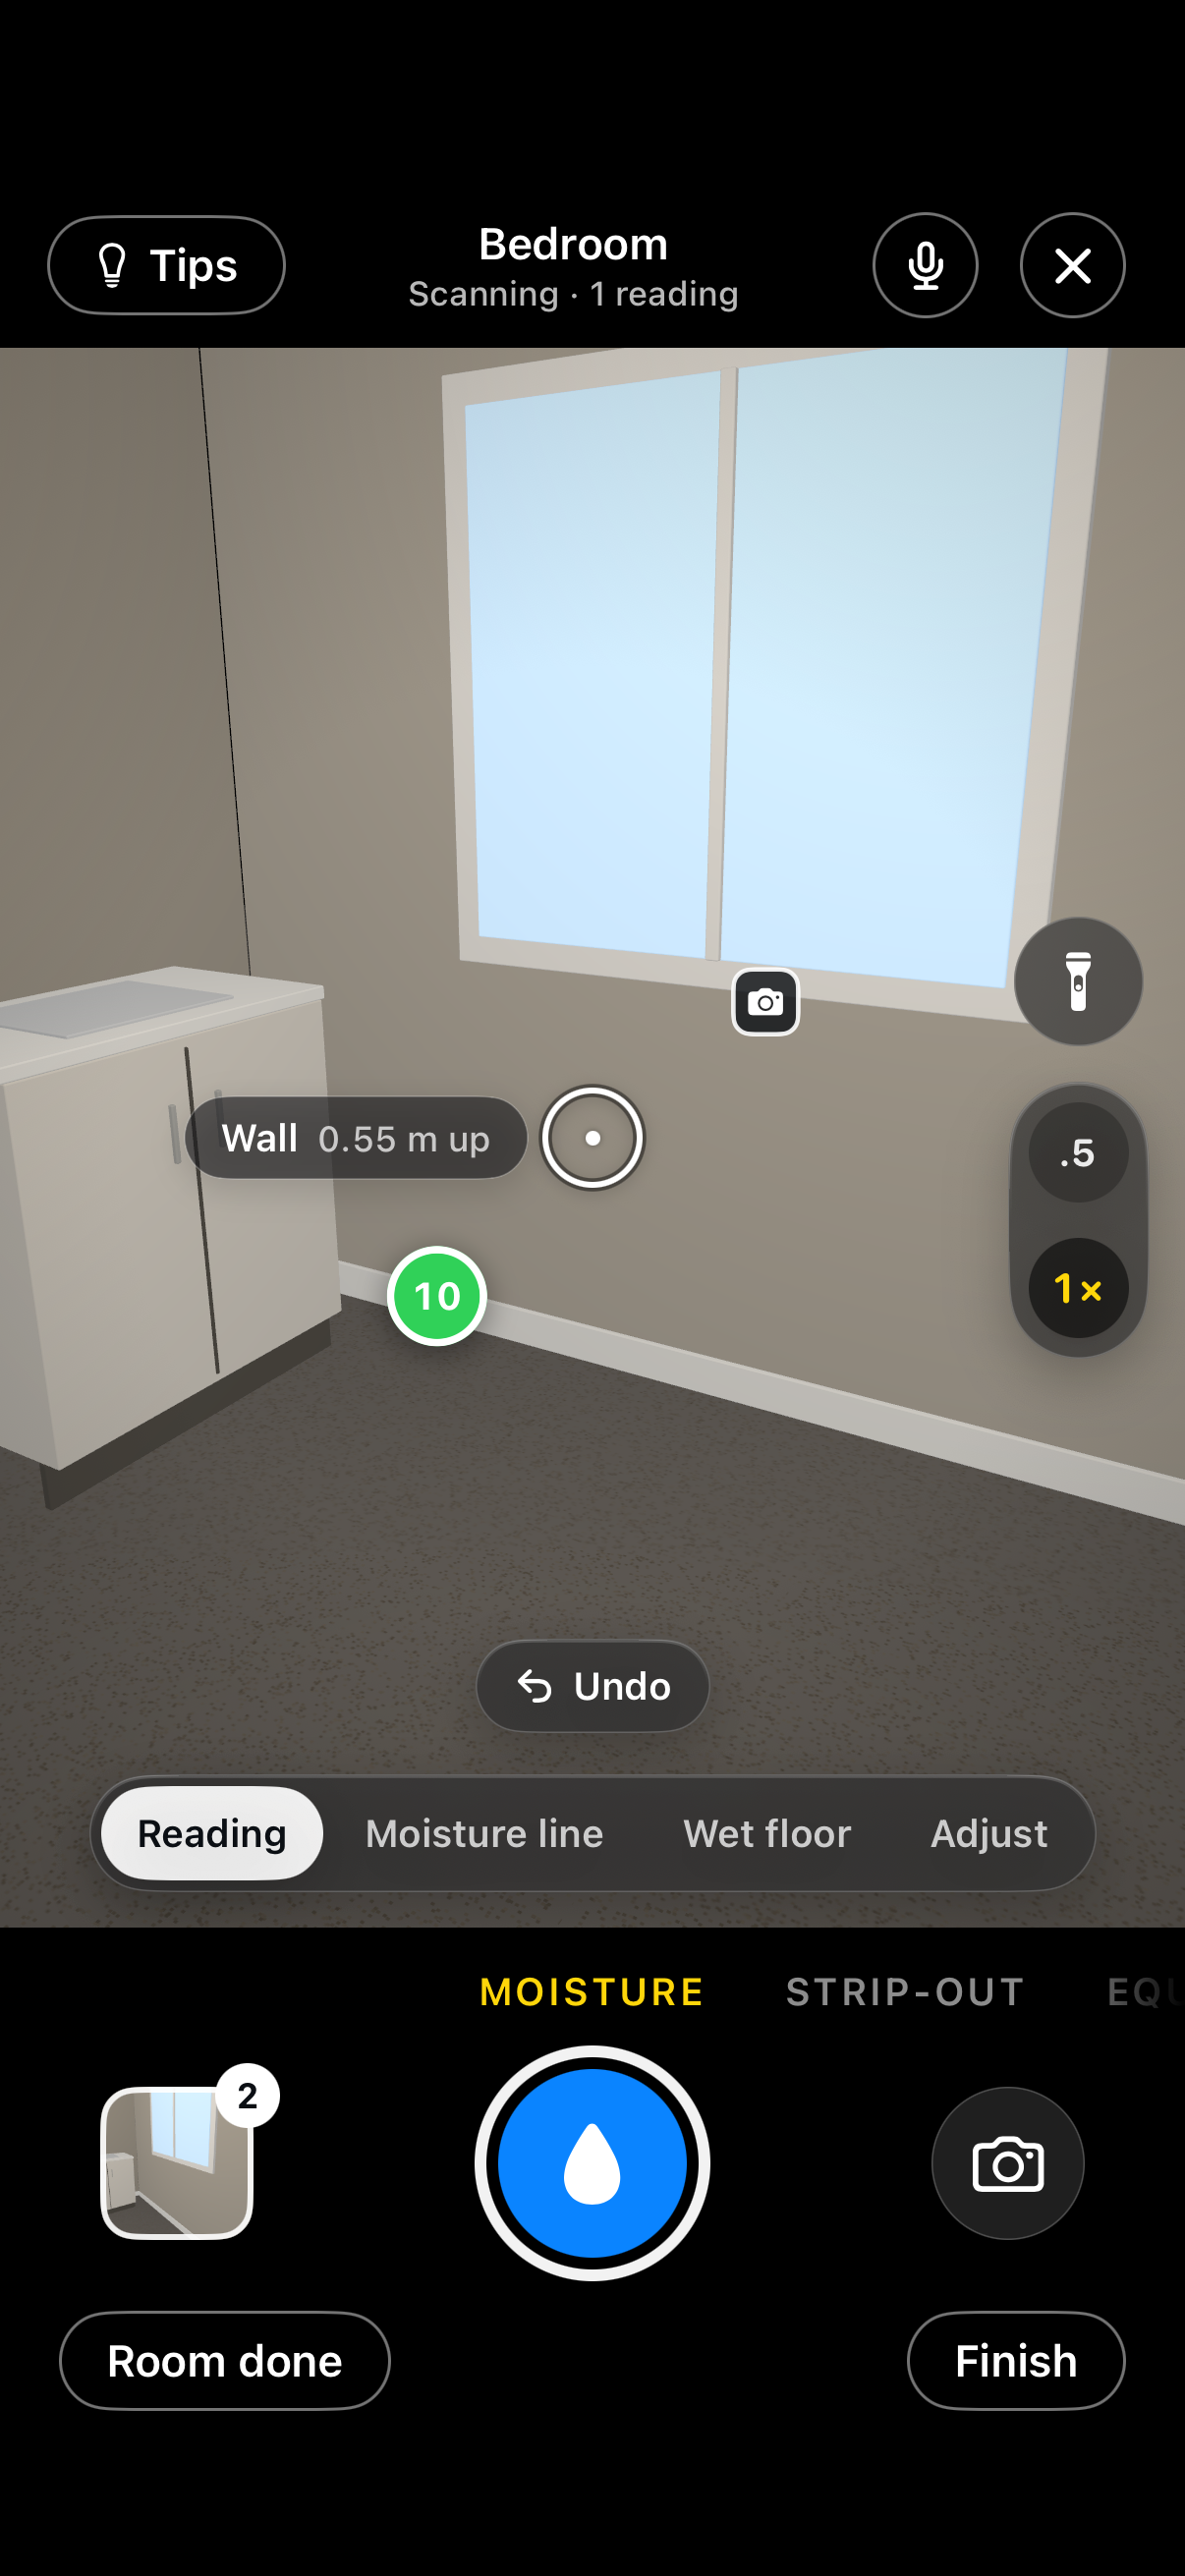 Tips
Bedroom
Scanning · 1 reading
.5
Wall 0.55 m up
1×
10
Undo
Reading Moisture line Wet floor Adjust
MOISTURE STRIP-OUT
2
Room done Finish